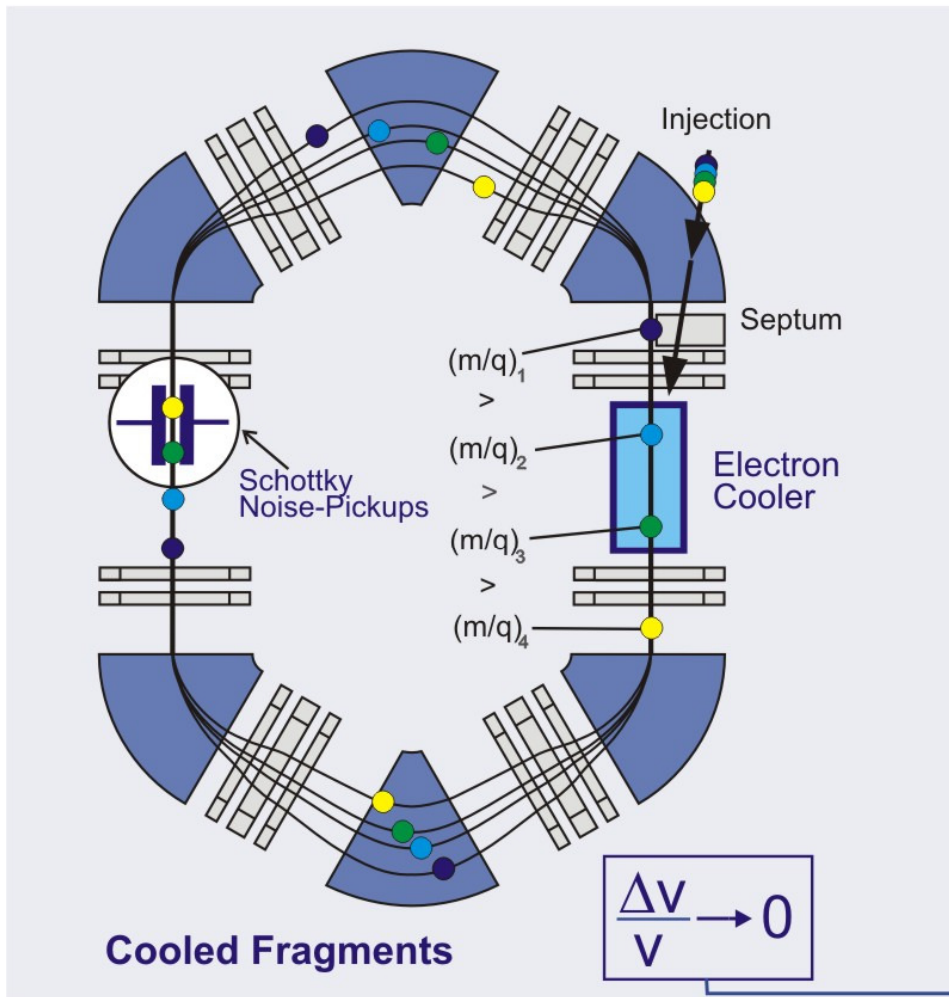 Injection
Septum
(m/q)₁
>
(m/q)₂
>
(m/q)₃
>
(m/q)₄
Electron
Cooler
Schottky
Noise-Pickups
Δv
v
→ 0
Cooled Fragments